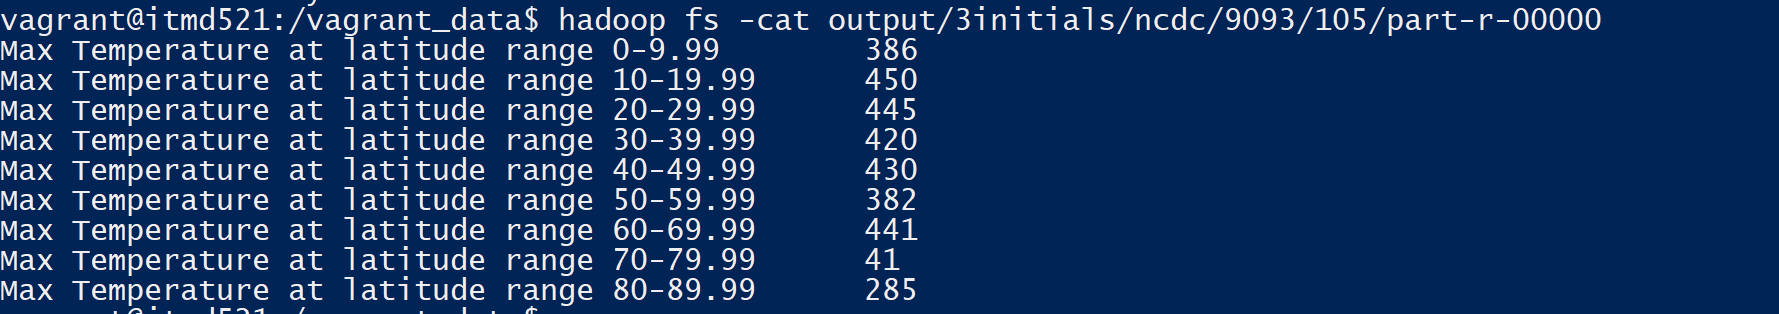 vagrant@itmd521:/vagrant_data$ hadoop fs -cat output/3initials/ncdc/9093/105/part-r-00000
Max Temperature at latitude range 0-9.99 386
Max Temperature at latitude range 10-19.99 450
Max Temperature at latitude range 20-29.99 445
Max Temperature at latitude range 30-39.99 420
Max Temperature at latitude range 40-49.99 430
Max Temperature at latitude range 50-59.99 382
Max Temperature at latitude range 60-69.99 441
Max Temperature at latitude range 70-79.99 41
Max Temperature at latitude range 80-89.99 285